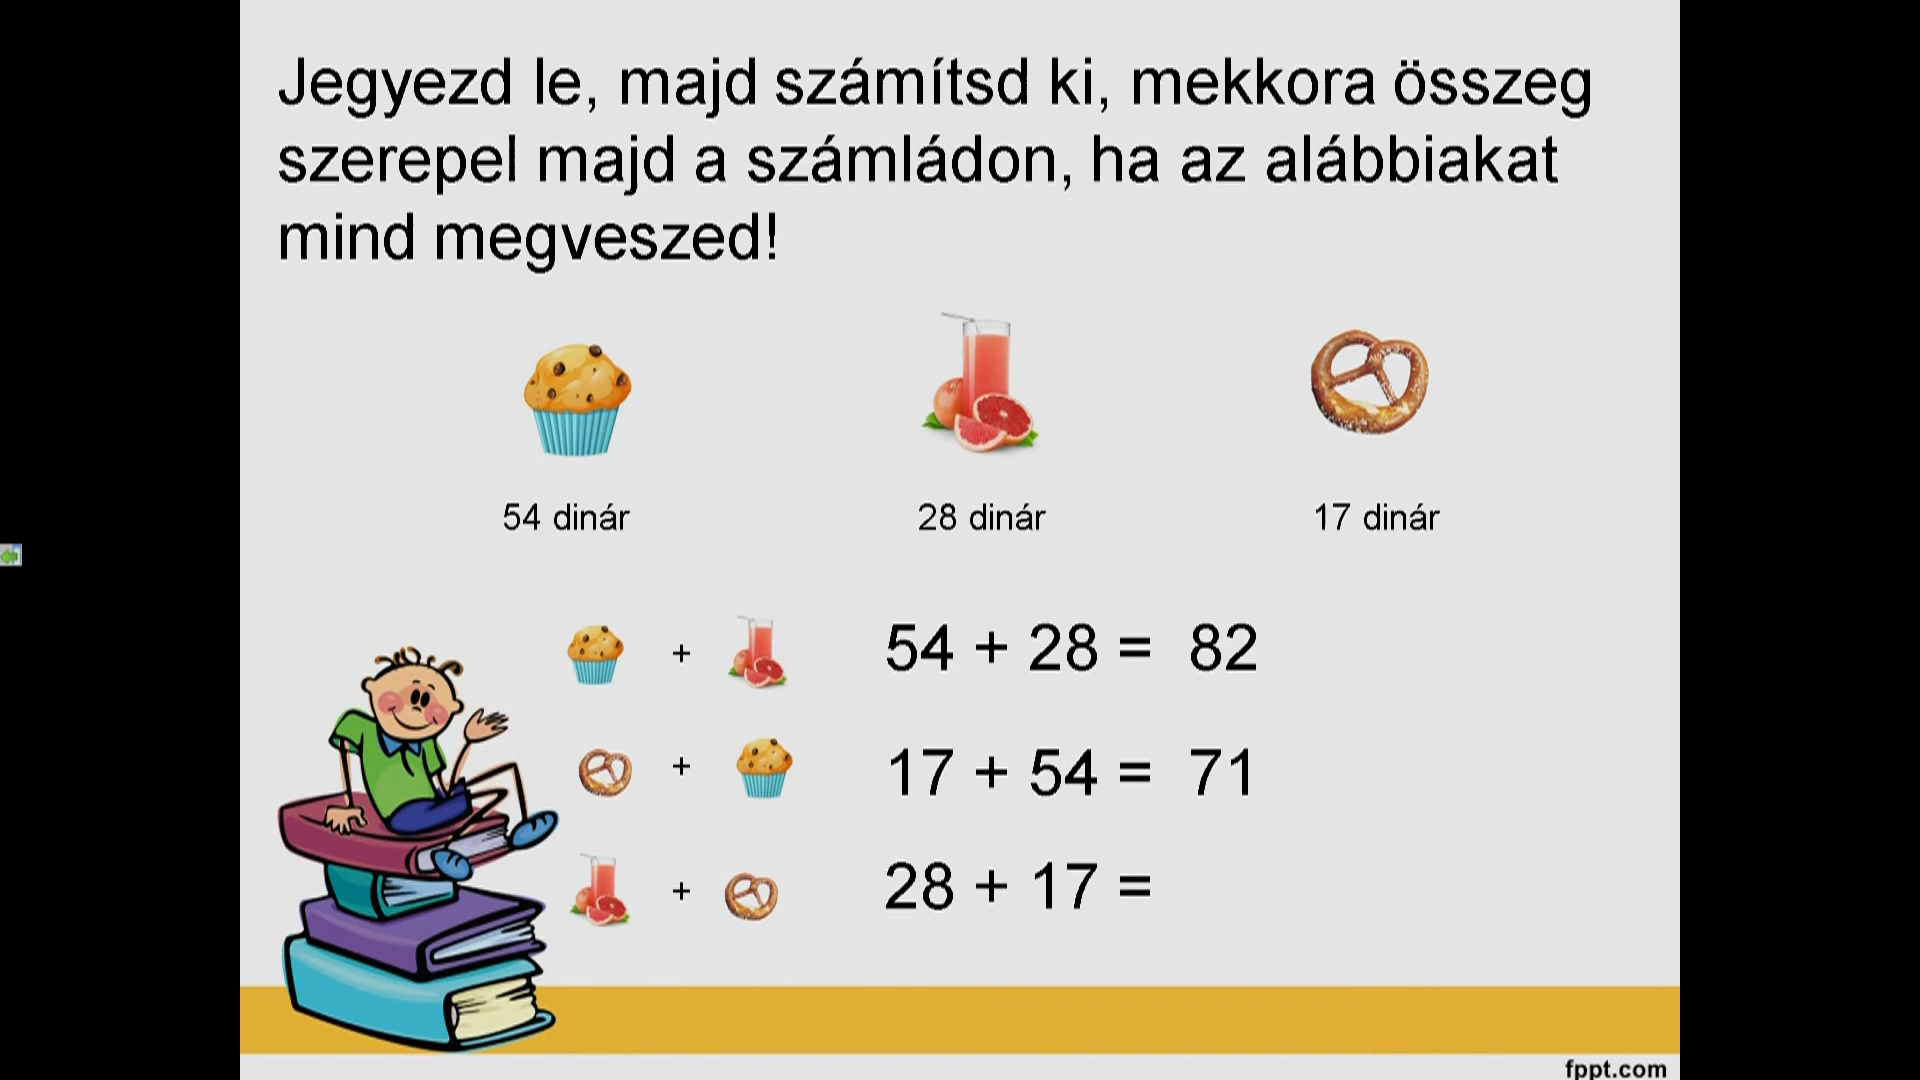 Jegyezd le, majd számítsd ki, mekkora összeg
szerepel majd a számládon, ha az alábbiakat
mind megveszed!
54 dinár 28 dinár 17 dinár
+ 54 + 28 = 82
+ 17 + 54 = 71
+ 28 + 17 =
fppt.com